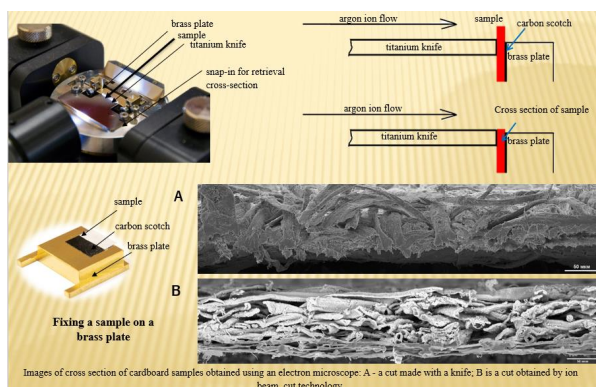 brass plate
sample
titanium knife
snap-in for retrieval
cross-section
argon ion flow
sample
carbon scotch
titanium knife
brass plate
argon ion flow
Cross section of sample
titanium knife
brass plate
sample
carbon scotch
brass plate
Fixing a sample on a
brass plate
A
B
Images of cross section of cardboard samples obtained using an electron microscope: A - a cut made with a knife; B is a cut obtained by ion
beam cut technology